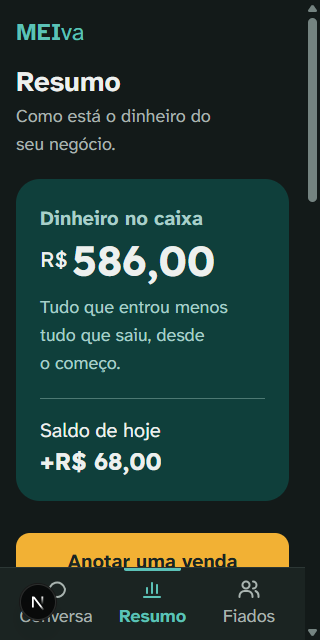 MEIva
Resumo
Como está o dinheiro do
seu negócio.
Dinheiro no caixa
R$ 586,00
Tudo que entrou menos
tudo que saiu, desde
o começo.
Saldo de hoje
+R$ 68,00
Anotar uma venda
N
Conversa
Resumo
Fiados